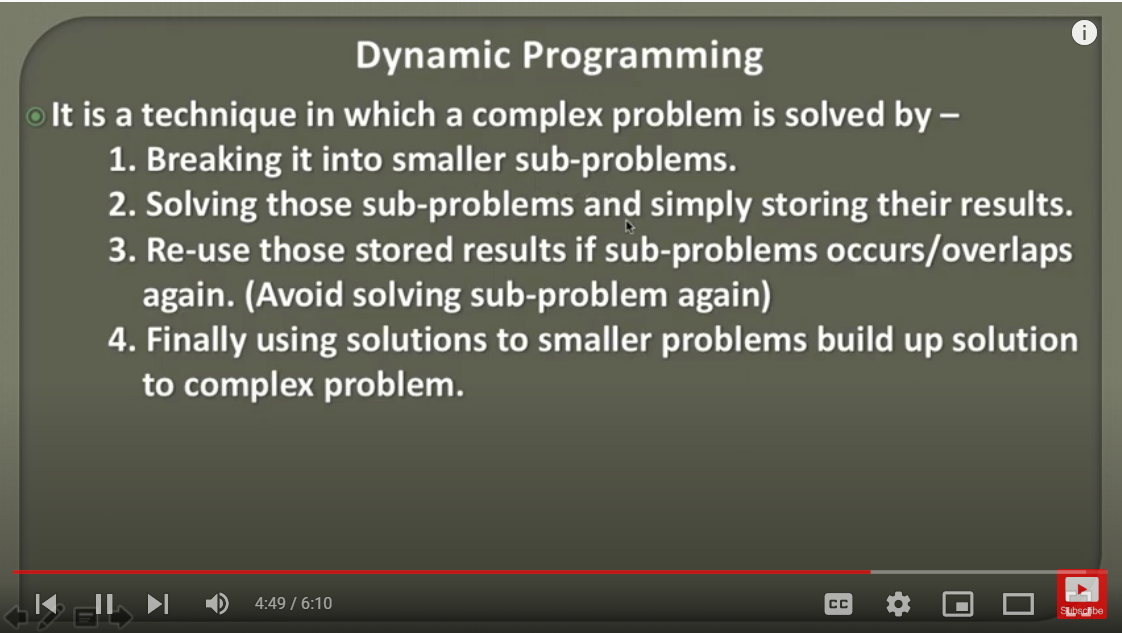 Dynamic Programming
It is a technique in which a complex problem is solved by –
1. Breaking it into smaller sub-problems.
2. Solving those sub-problems and simply storing their results.
3. Re-use those stored results if sub-problems occurs/overlaps
again. (Avoid solving sub-problem again)
4. Finally using solutions to smaller problems build up solution
to complex problem.
4:49 / 6:10
CC
Subscribe